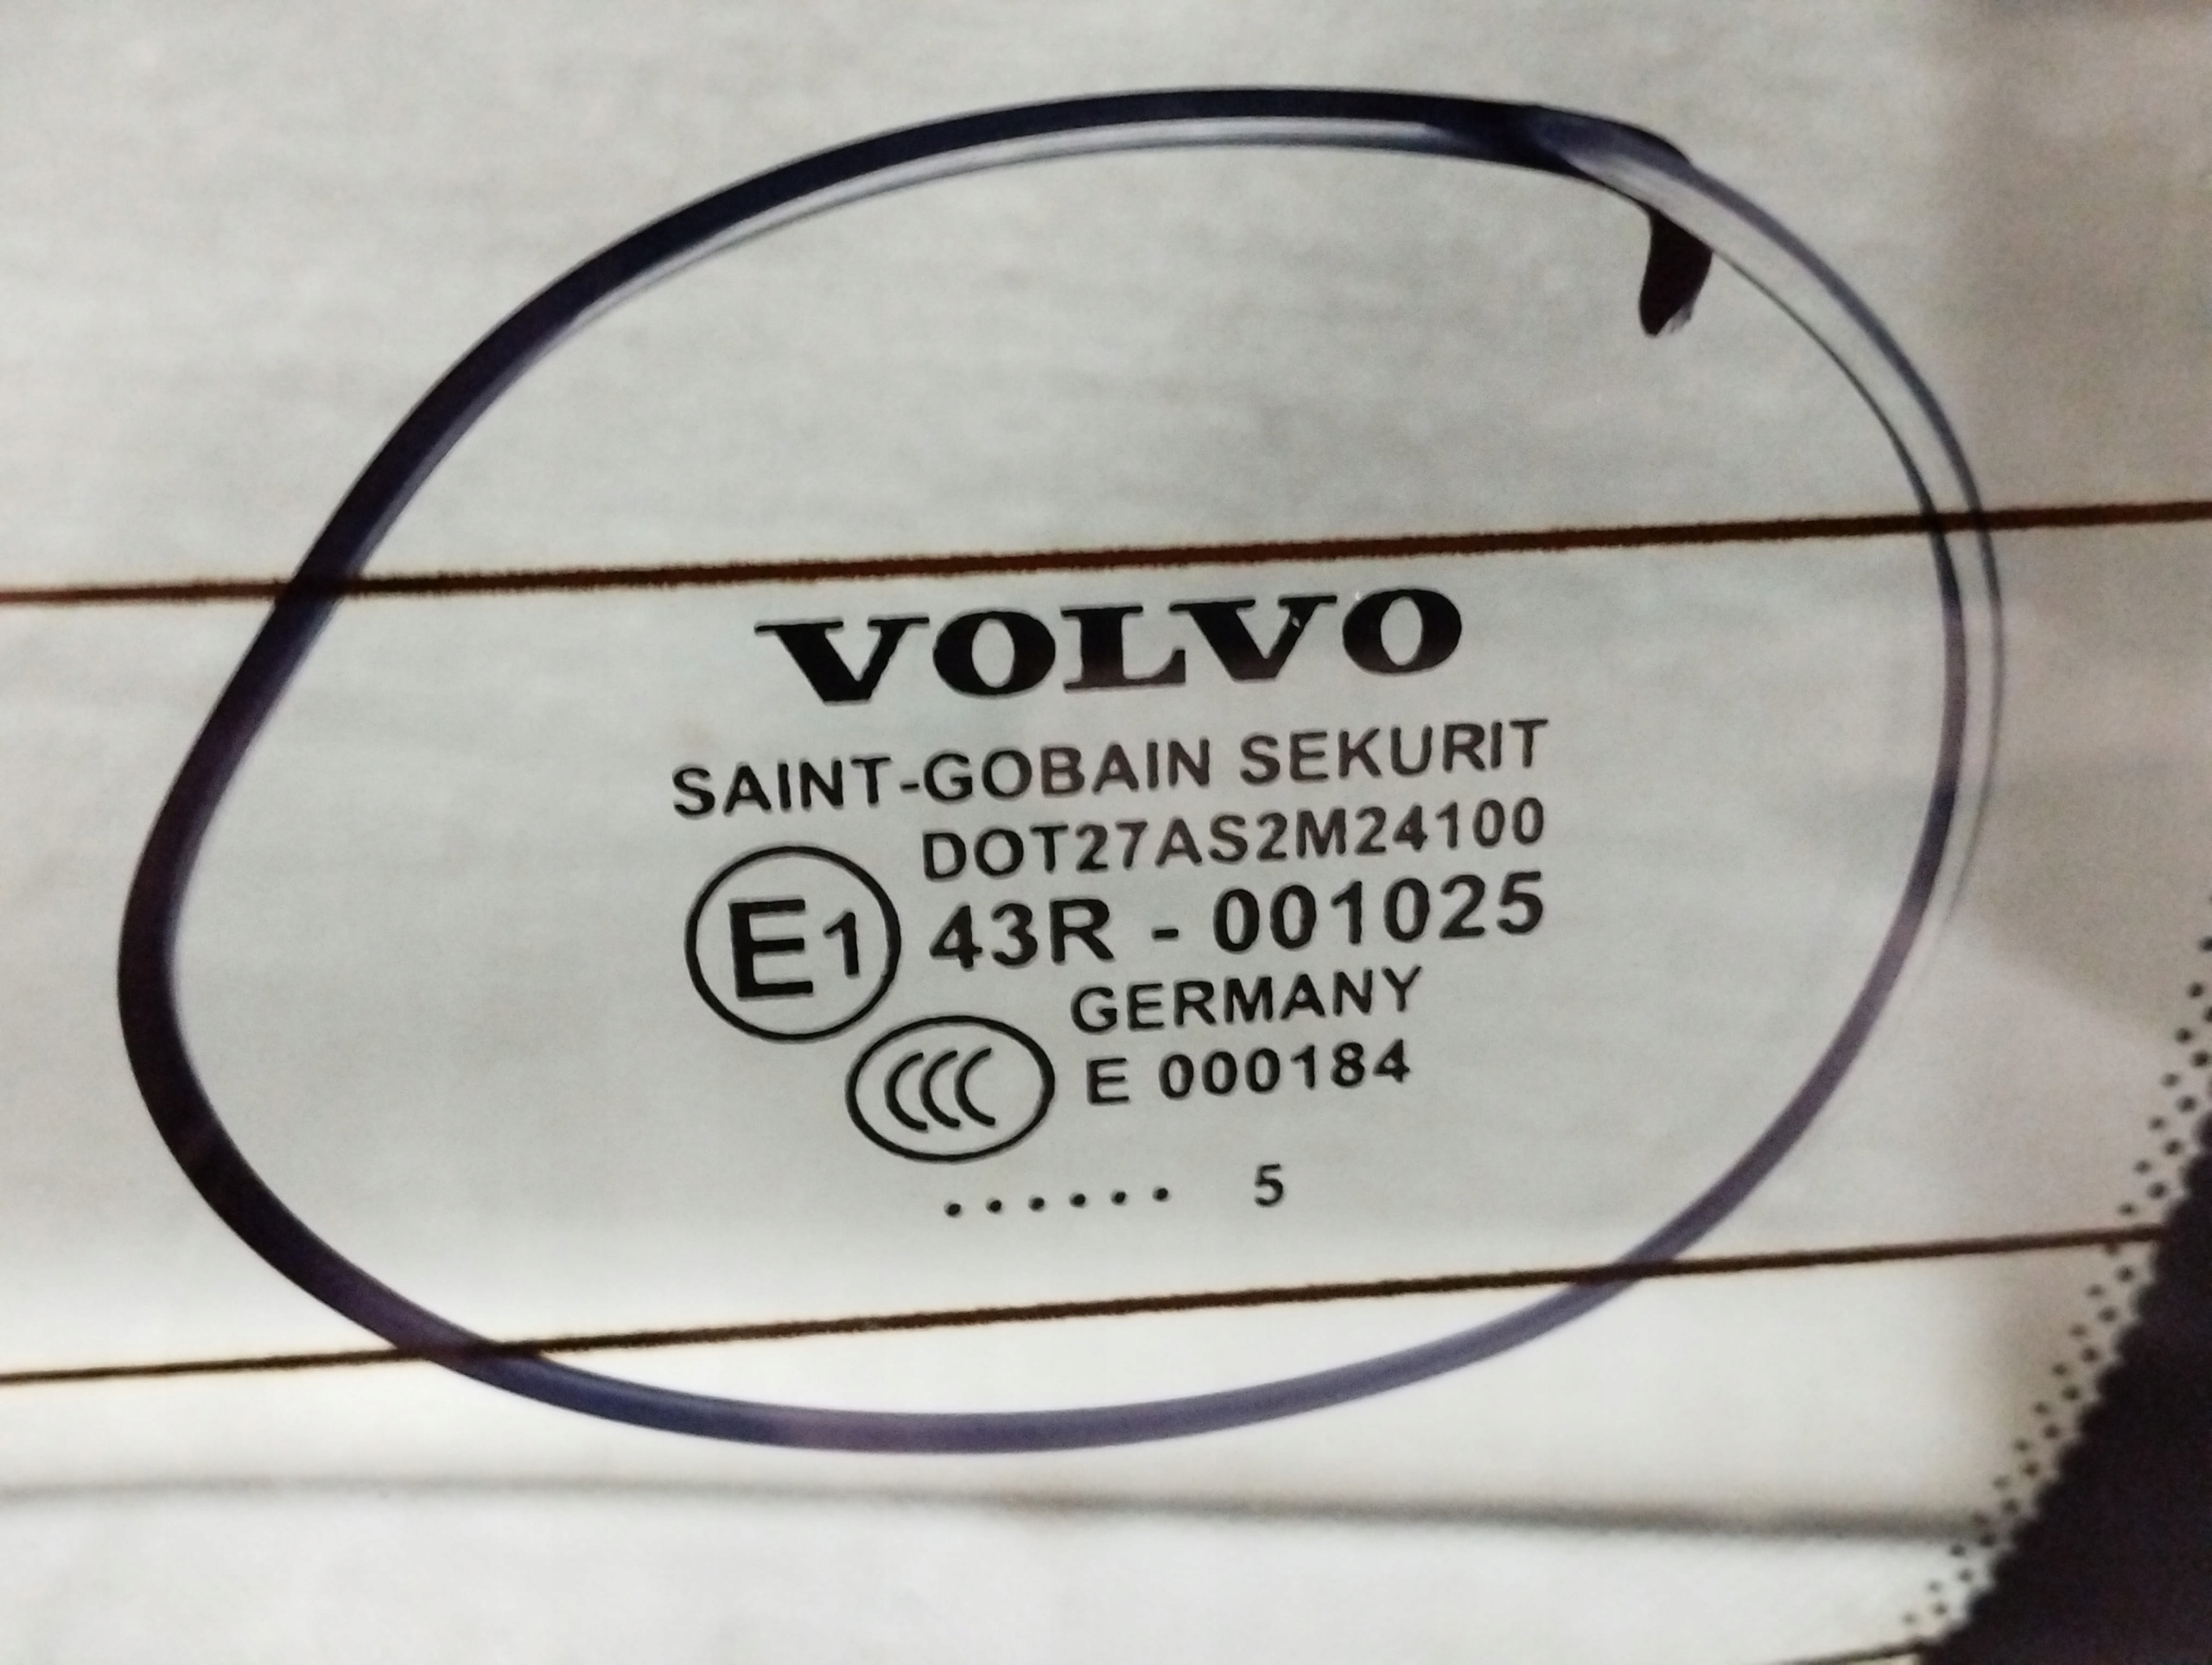 VOLVO
SAINT-GOBAIN SEKURIT
DOT27AS2M24100
E1 43R - 001025
GERMANY
CCC E 000184
...... 5